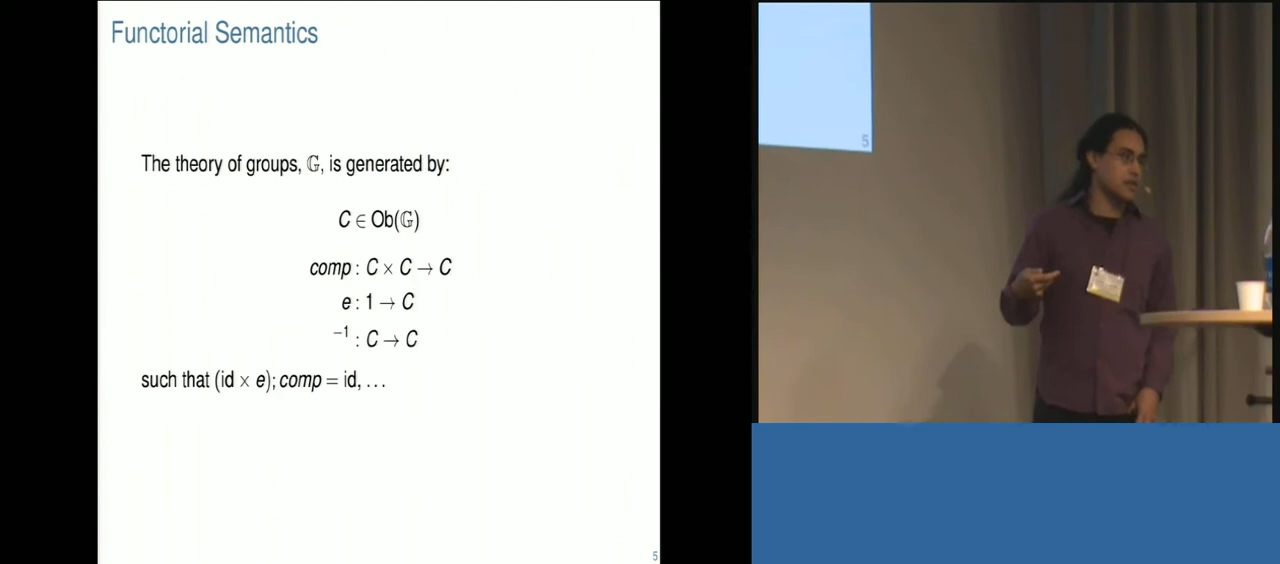 Functorial Semantics
The theory of groups, 𝔾, is generated by:
C ∈ Ob(𝔾)
comp : C × C → C
e : 1 → C
⁻¹ : C → C
such that (id × e); comp = id, …
5
5